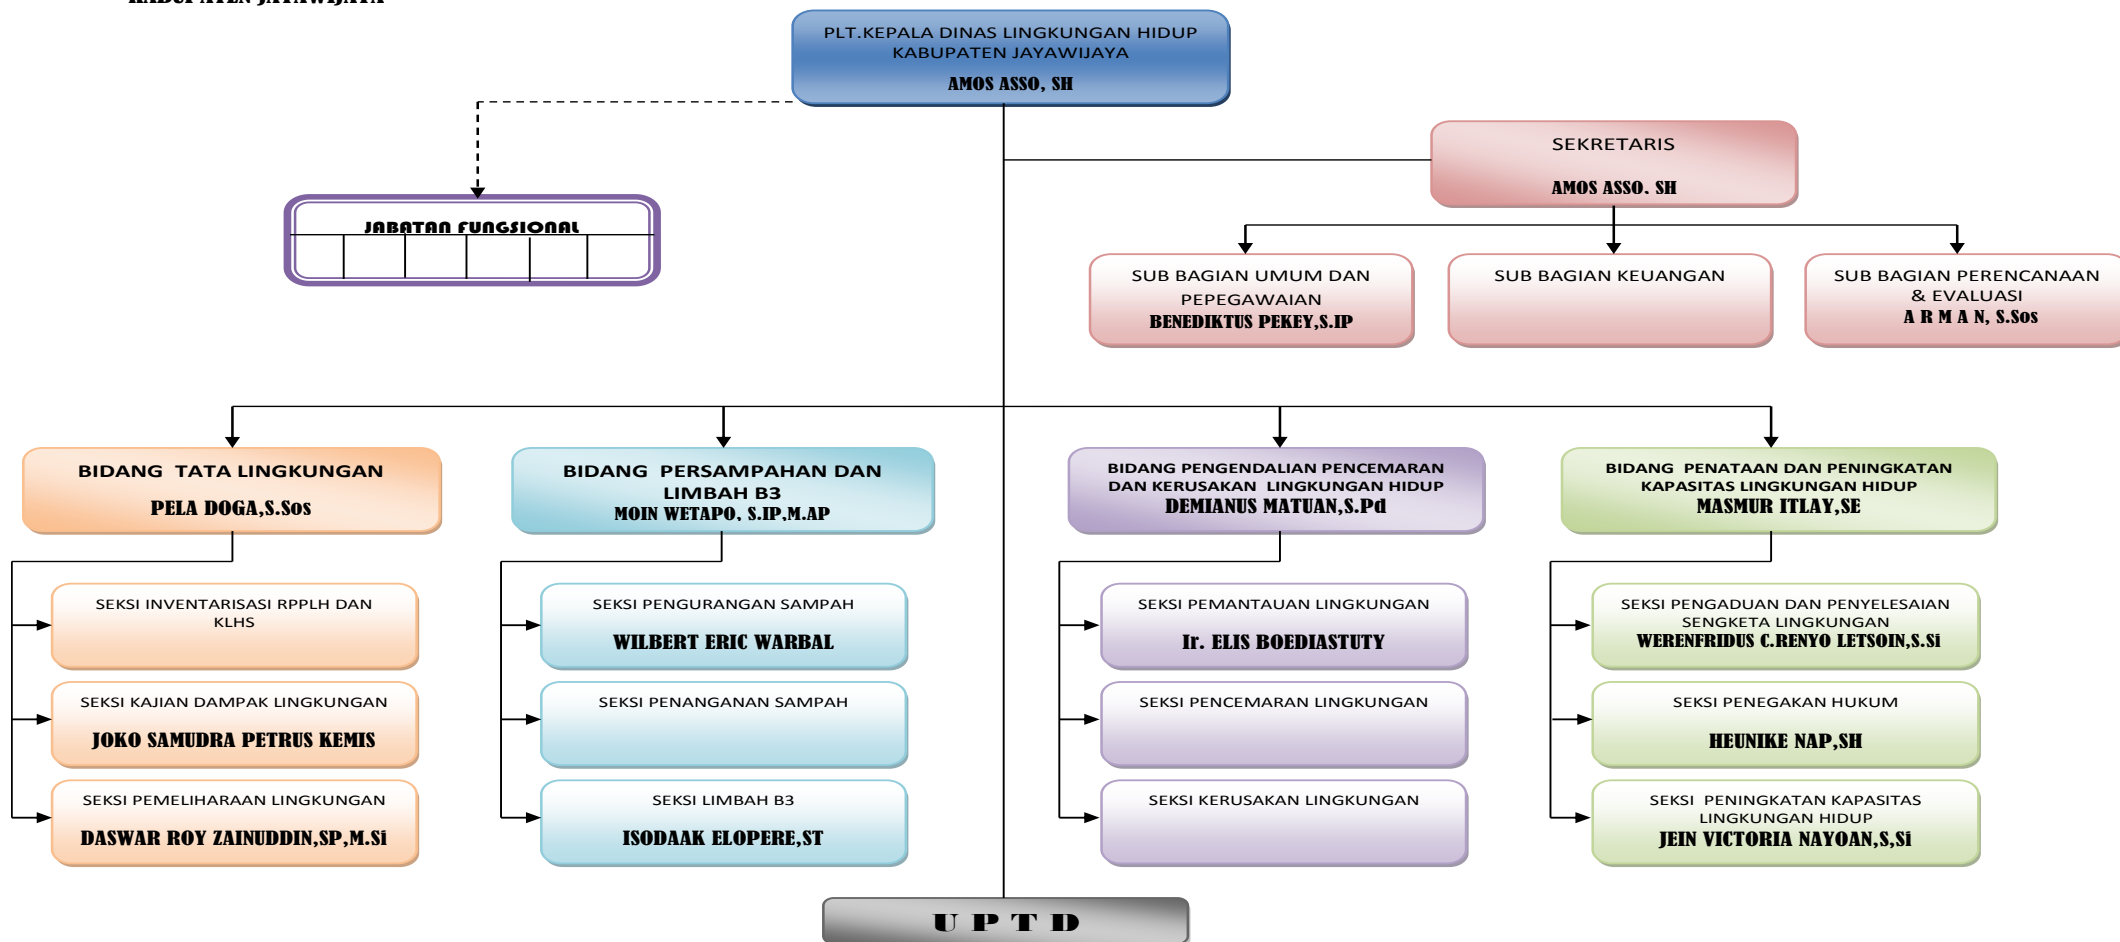 KABUPATEN JAYAWIJAYA
PLT.KEPALA DINAS LINGKUNGAN HIDUP
KABUPATEN JAYAWIJAYA
AMOS ASSO, SH
SEKRETARIS
AMOS ASSO. SH
JABATAN FUNGSIONAL
SUB BAGIAN UMUM DAN
PEPEGAWAIAN
BENEDIKTUS PEKEY,S.IP
SUB BAGIAN KEUANGAN
SUB BAGIAN PERENCANAAN
& EVALUASI
A R M A N, S.Sos
BIDANG TATA LINGKUNGAN
PELA DOGA,S.Sos
BIDANG PERSAMPAHAN DAN
LIMBAH B3
MOIN WETAPO, S.IP,M.AP
BIDANG PENGENDALIAN PENCEMARAN
DAN KERUSAKAN LINGKUNGAN HIDUP
DEMIANUS MATUAN,S.Pd
BIDANG PENATAAN DAN PENINGKATAN
KAPASITAS LINGKUNGAN HIDUP
MASMUR ITLAY,SE
SEKSI INVENTARISASI RPPLH DAN
KLHS
SEKSI KAJIAN DAMPAK LINGKUNGAN
JOKO SAMUDRA PETRUS KEMIS
SEKSI PEMELIHARAAN LINGKUNGAN
DASWAR ROY ZAINUDDIN,SP,M.Si
SEKSI PENGURANGAN SAMPAH
WILBERT ERIC WARBAL
SEKSI PENANGANAN SAMPAH
SEKSI LIMBAH B3
ISODAAK ELOPERE,ST
SEKSI PEMANTAUAN LINGKUNGAN
Ir. ELIS BOEDIASTUTY
SEKSI PENCEMARAN LINGKUNGAN
SEKSI KERUSAKAN LINGKUNGAN
SEKSI PENGADUAN DAN PENYELESAIAN
SENGKETA LINGKUNGAN
WERENFRIDUS C.RENYO LETSOIN,S.Si
SEKSI PENEGAKAN HUKUM
HEUNIKE NAP,SH
SEKSI PENINGKATAN KAPASITAS
LINGKUNGAN HIDUP
JEIN VICTORIA NAYOAN,S,Si
U P T D